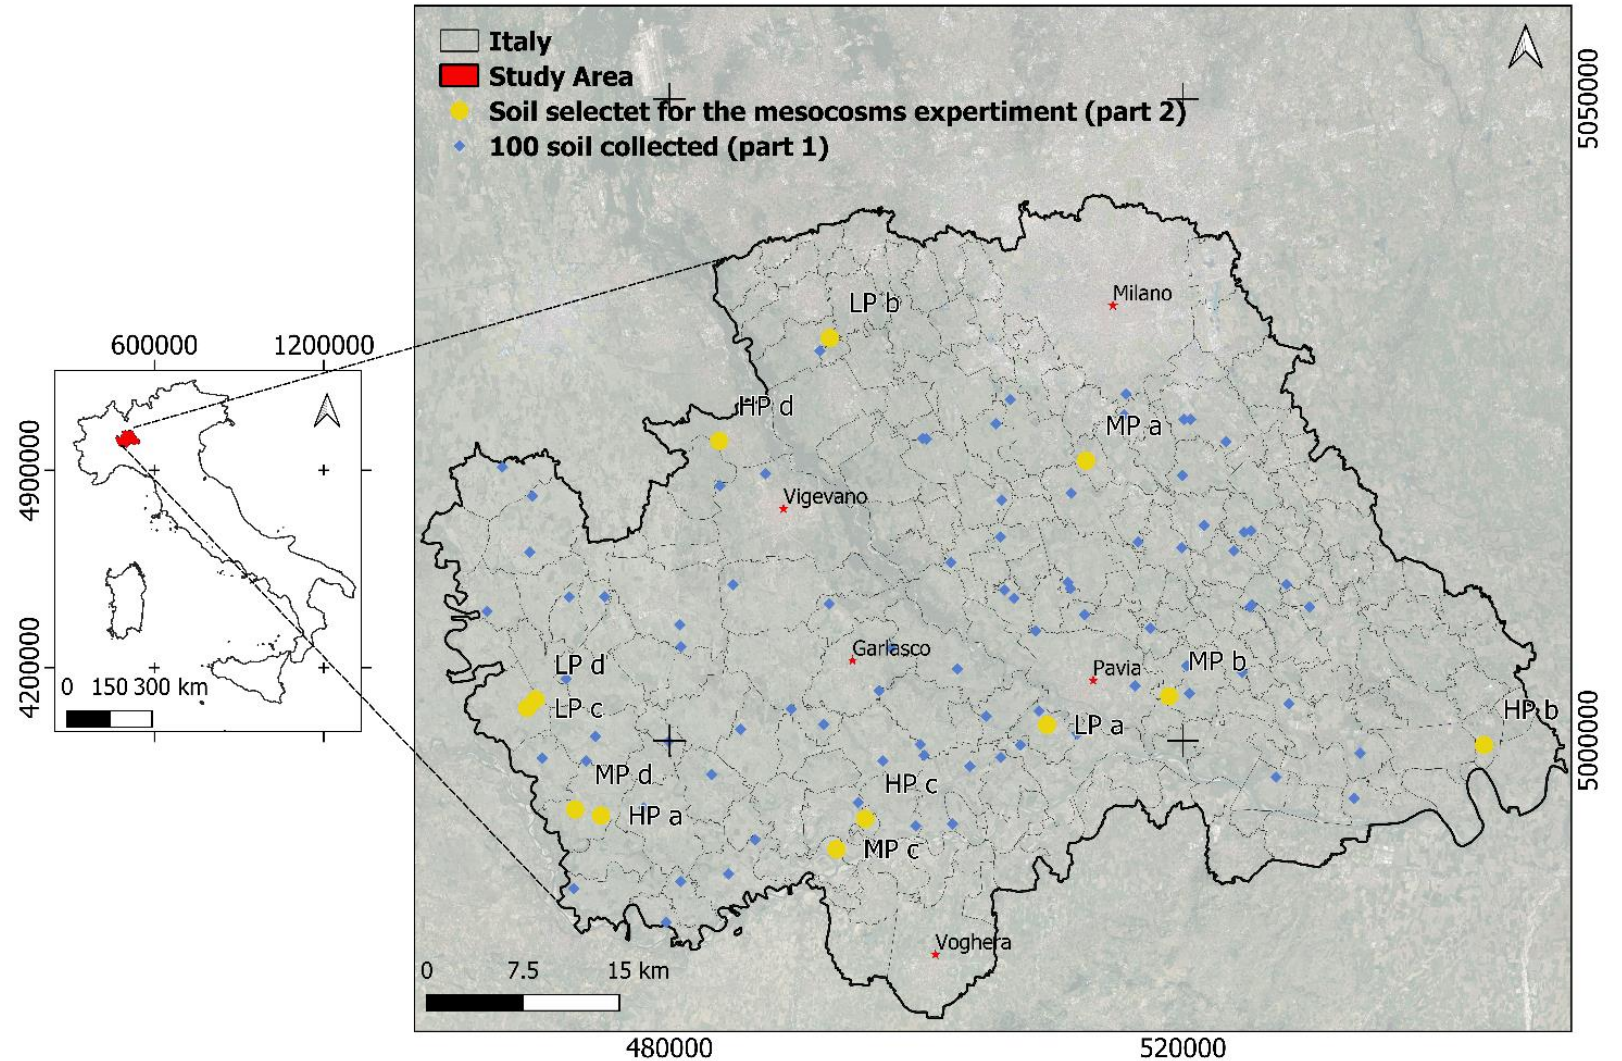 Italy
Study Area
Soil selectet for the mesocosms expertiment (part 2)
100 soil collected (part 1)
5050000
5000000
480000
520000
Milano
LP b
HP d
MP a
Vigevano
Garlasco
LP d
LP c
Pavia
MP b
LP a
HP b
MP d
HP a
HP c
MP c
Voghera
0 7.5 15 km
600000 1200000
4900000
4200000
0 150 300 km